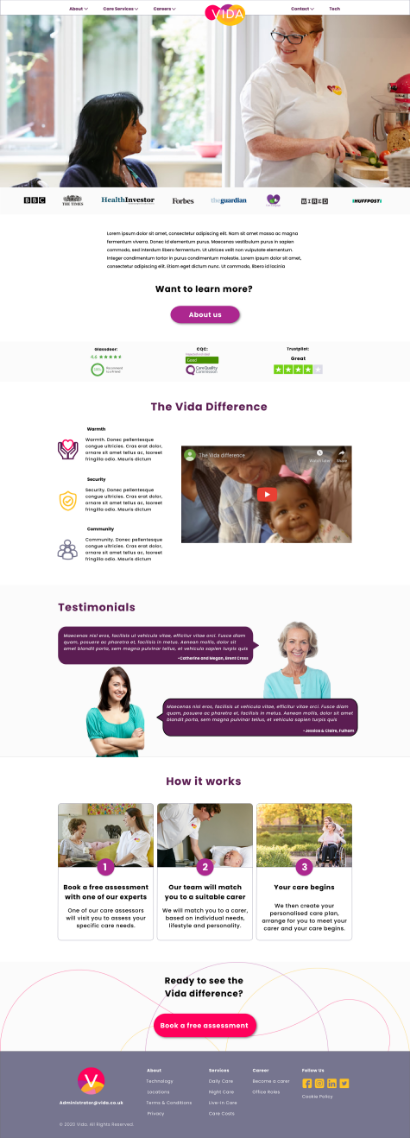 About
Care Services
Careers
VIDA
Contact
Tech
BBC
THE TIMES
HealthInvestor
Forbes
theguardian
WIRED
HUFFPOST
Lorem ipsum dolor sit amet, consectetur adipiscing elit. Nam sit amet massa ac magna
fermentum viverra. Donec id elementum purus. Maecenas vestibulum purus in sapien
commodo, sed interdum libero fermentum. Ut ultrices velit non vulputate elementum.
Integer condimentum tortor in purus condimentum molestie. Lorem ipsum dolor sit amet,
consectetur adipiscing elit. Etiam eget dictum nunc. Ut commodo, libero id lacinia
Want to learn more?
About us
Glassdoor:
CQC:
Trustpilot:
Good
CareQuality
Commission
Great
The Vida Difference
Warmth
Warmth. Donec pellentesque
congue ultricies. Cras erat dolor,
ornare sit amet tellus ac, laoreet
fringilla odio. Mauris dictum
Security
Security. Donec pellentesque
congue ultricies. Cras erat dolor,
ornare sit amet tellus ac, laoreet
fringilla odio. Mauris dictum
Community
Community. Donec pellentesque
congue ultricies. Cras erat dolor,
ornare sit amet tellus ac, laoreet
fringilla odio. Mauris dictum
The Vida difference
Share
Testimonials
Maecenas nisl eros, facilisis ut vehicula vitae, efficitur vitae orci. Fusce diam
quam, posuere ac pharetra et, facilisis in metus. Aenean mollis, dolor sit
amet blandit porta, sem magna pulvinar tellus, et vehicula sapien turpis quis
-Catherine and Megan, Brent Cross
Maecenas nisl eros, facilisis ut vehicula vitae, efficitur vitae orci. Fusce diam
quam, posuere ac pharetra et, facilisis in metus. Aenean mollis, dolor sit amet
blandit porta, sem magna pulvinar tellus, et vehicula sapien turpis quis
-Jessica & Claire, Fulham
How it works
1
Book a free assessment
with one of our experts
One of our care assessors
will visit you to assess your
specific care needs.
2
Our team will match
you to a suitable carer
We will match you to a carer,
based on individual needs,
lifestyle and personality.
3
Your care begins
We then create your
personalised care plan,
arrange for you to meet your
carer and your care begins.
Ready to see the
Vida difference?
Book a free assessment
V
Administrator@vida.co.uk
© 2022 Vida. All Rights Reserved.
About
Technology
Locations
Terms & Conditions
Privacy
Services
Daily Care
Night Care
Live-in Care
Care Costs
Career
Become a carer
Office Roles
Follow Us
Cookie Policy